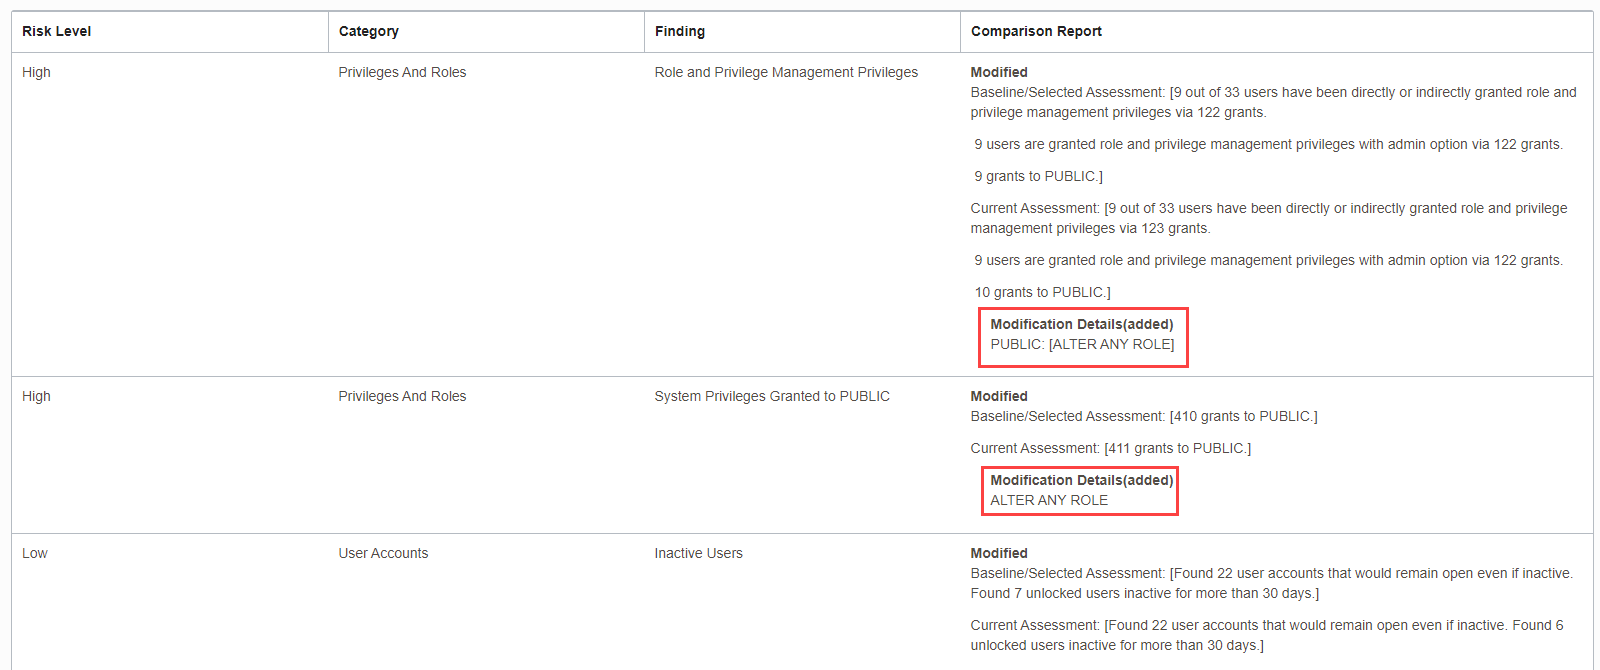 Risk Level Category Finding Comparison Report
High Privileges And Roles Role and Privilege Management Privileges Modified
Baseline/Selected Assessment: [9 out of 33 users have been directly or indirectly granted role and
privilege management privileges via 122 grants.
9 users are granted role and privilege management privileges with admin option via 122 grants.
9 grants to PUBLIC.]
Current Assessment: [9 out of 33 users have been directly or indirectly granted role and privilege
management privileges via 123 grants.
9 users are granted role and privilege management privileges with admin option via 122 grants.
10 grants to PUBLIC.]
Modification Details(added)
PUBLIC: [ALTER ANY ROLE]
High Privileges And Roles System Privileges Granted to PUBLIC Modified
Baseline/Selected Assessment: [410 grants to PUBLIC.]
Current Assessment: [411 grants to PUBLIC.]
Modification Details(added)
ALTER ANY ROLE
Low User Accounts Inactive Users Modified
Baseline/Selected Assessment: [Found 22 user accounts that would remain open even if inactive.
Found 7 unlocked users inactive for more than 30 days.]
Current Assessment: [Found 22 user accounts that would remain open even if inactive. Found 6
unlocked users inactive for more than 30 days.]